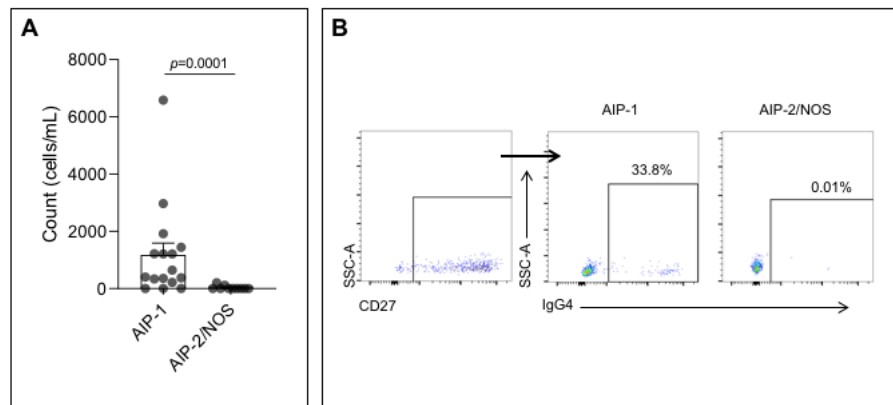 A
p=0.0001
Count (cells/mL)
8000
6000
4000
2000
0
AIP-1
AIP-2/NOS
B
AIP-1
AIP-2/NOS
33.8%
0.01%
SSC-A
SSC-A
CD27
IgG4